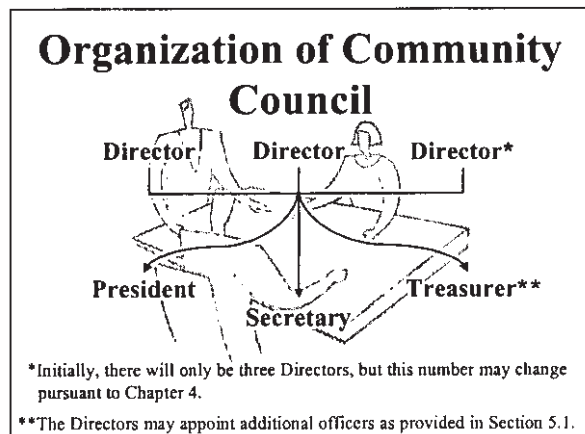 Organization of Community
Council
Director Director Director*
President Secretary Treasurer**
*Initially, there will only be three Directors, but this number may change
pursuant to Chapter 4.
**The Directors may appoint additional officers as provided in Section 5.1.